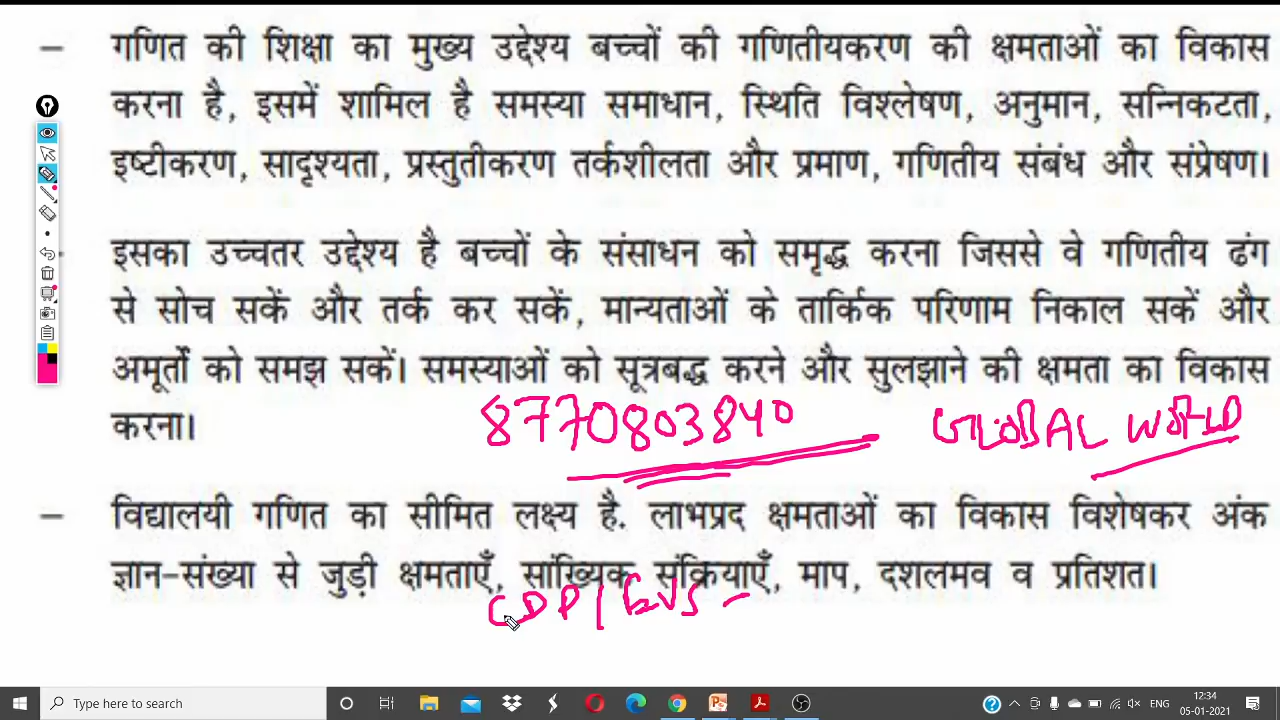 – गणित की शिक्षा का मुख्य उद्देश्य बच्चों की गणितीयकरण की क्षमताओं का विकास
करना है, इसमें शामिल है समस्या समाधान, स्थिति विश्लेषण, अनुमान, सन्निकटता,
इष्टीकरण, सादृश्यता, प्रस्तुतीकरण तर्कशीलता और प्रमाण, गणितीय संबंध और संप्रेषण।
- इसका उच्चतर उद्देश्य है बच्चों के संसाधन को समृद्ध करना जिससे वे गणितीय ढंग
से सोच सकें और तर्क कर सकें, मान्यताओं के तार्किक परिणाम निकाल सकें और
अमूर्तों को समझ सकें। समस्याओं को सूत्रबद्ध करने और सुलझाने की क्षमता का विकास
करना।
8770803840 GLOBAL WORLD
– विद्यालयी गणित का सीमित लक्ष्य है. लाभप्रद क्षमताओं का विकास विशेषकर अंक
ज्ञान-संख्या से जुड़ी क्षमताएँ, सांख्यिक संक्रियाएँ, माप, दशलमव व प्रतिशत।
CDP/EVS -
Type here to search
ENG
12:34
05-01-2021